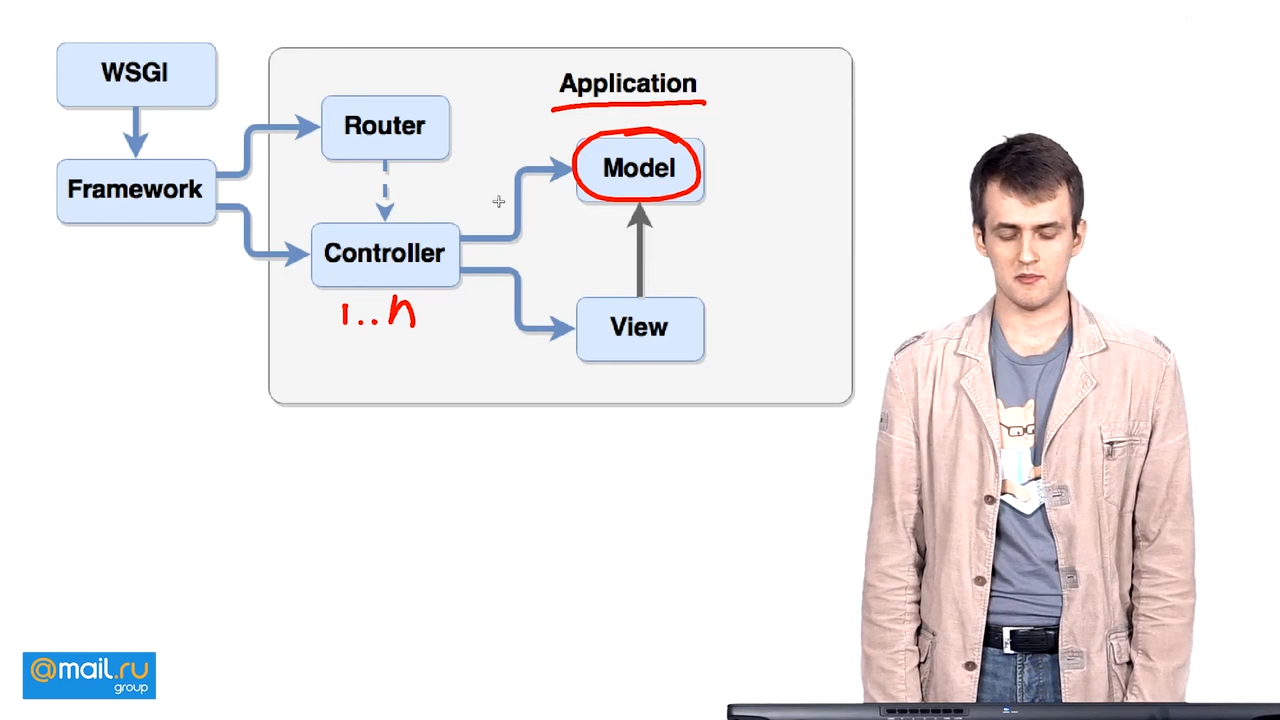 WSGI
Application
Router
Model
Framework
Controller
1..n
View
@mail.ru
group